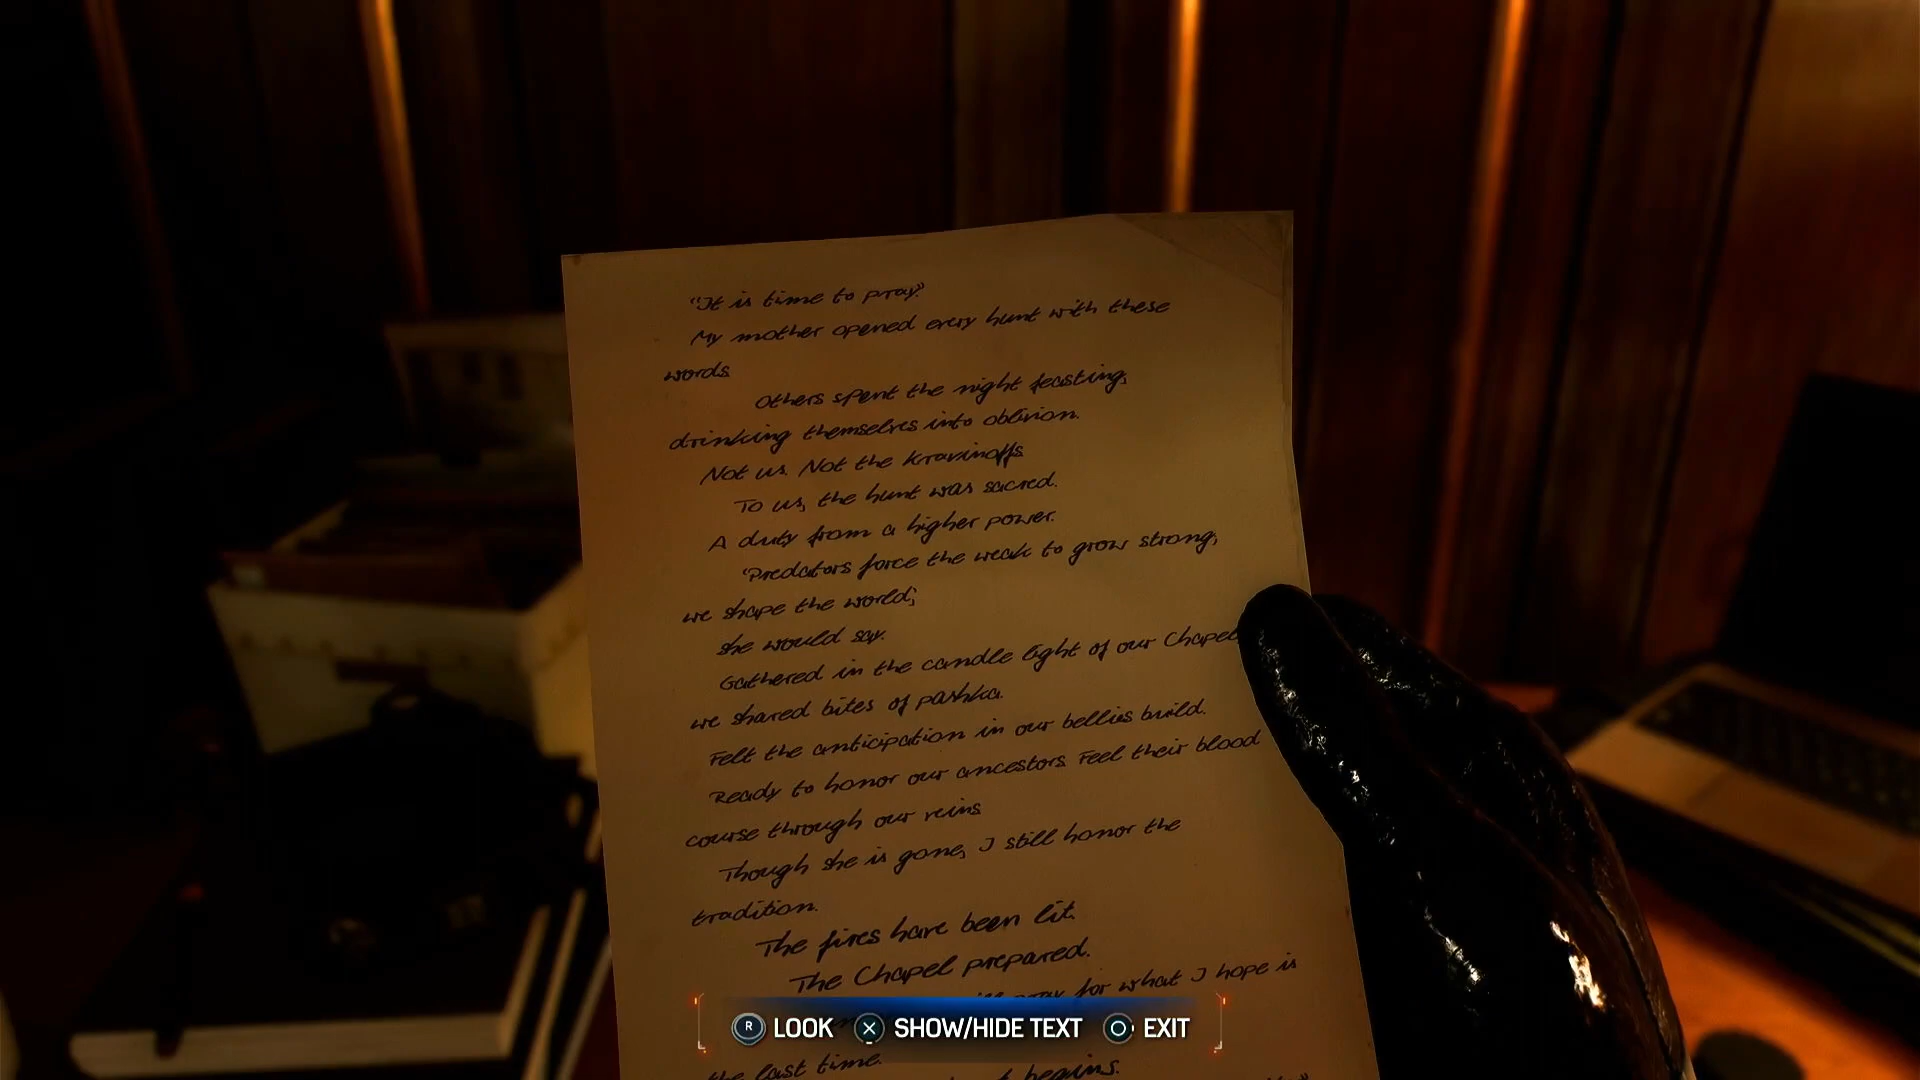 "It is time to pray."
My mother opened every hunt with these
words
Others spent the night feasting,
drinking themselves into oblivion.
Not us. Not the Kravinoffs
To us, the hunt was sacred.
A duty from a higher power.
"Predators force the weak to grow strong,
we shape the world",
she would say.
Gathered in the candle light of our Chapel
we shared bites of pashka.
Felt the anticipation in our bellies build.
Ready to honor our ancestors. Feel their blood
course through our veins
Though she is gone, I still honor the
tradition.
The fires have been lit.
The Chapel prepared.
pray for what I hope is
the last time.
begins.
R LOOK X SHOW/HIDE TEXT O EXIT